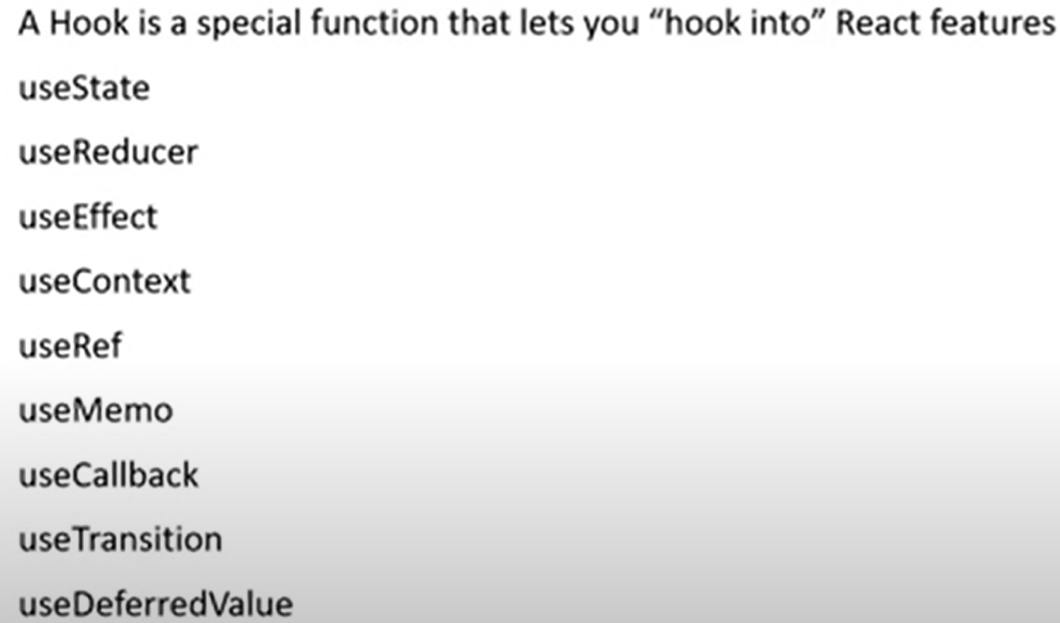 A Hook is a special function that lets you “hook into” React features
useState
useReducer
useEffect
useContext
useRef
useMemo
useCallback
useTransition
useDeferredValue